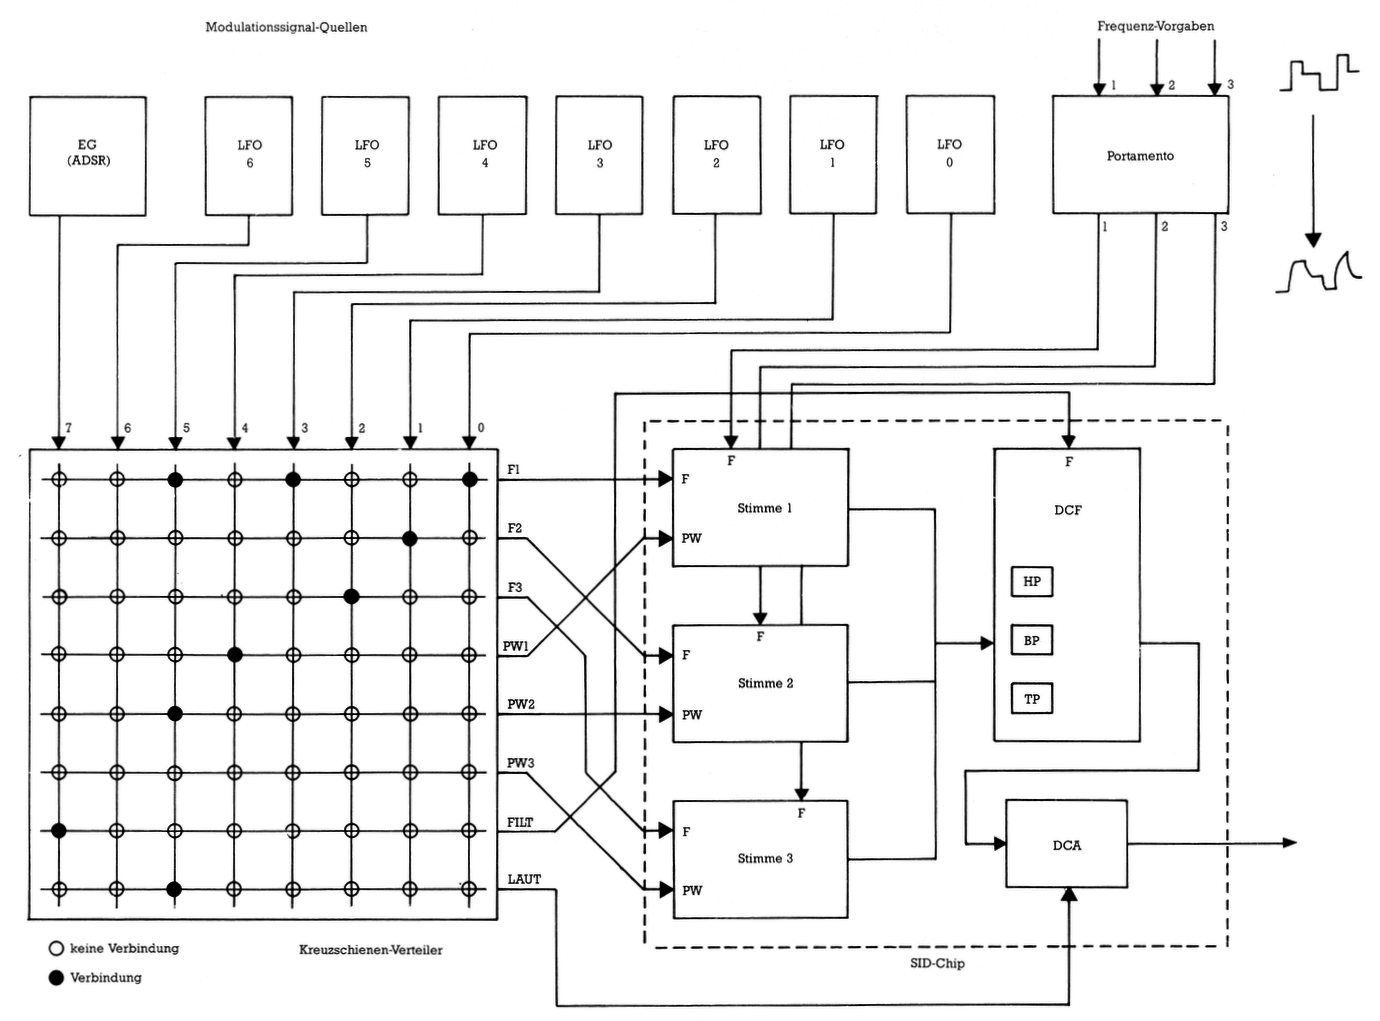 Modulationssignal-Quellen
Frequenz-Vorgaben
1 2 3
EG
(ADSR)
LFO
6
LFO
5
LFO
4
LFO
3
LFO
2
LFO
1
LFO
0
Portamento
1 2 3
7 6 5 4 3 2 1 0
F1
F2
F3
PW1
PW2
PW3
FILT
LAUT
F
F
Stimme 1
PW
F
F
Stimme 2
PW
F
F
Stimme 3
PW
F
DCF
HP
BP
TP
DCA
SID-Chip
keine Verbindung
Verbindung
Kreuzschienen-Verteiler